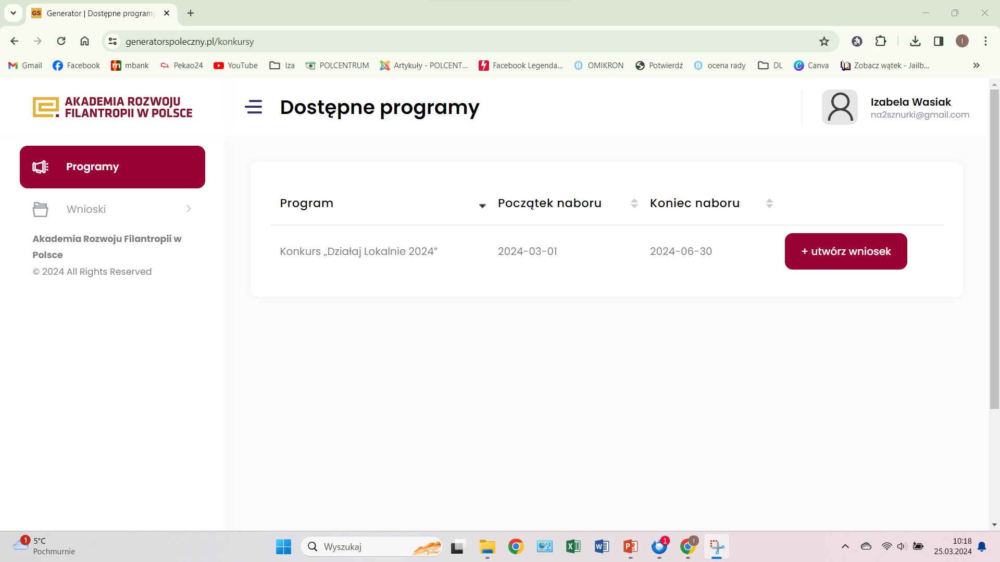 GS Generator | Dostępne programy
generatorspoleczny.pl/konkursy
I
Gmail Facebook m mbank Pekao24 YouTube Iza POLCENTRUM Artykuły - POLCENT... Facebook Legenda... OMIKRON Potwierdź ocena rady DL Canva Zobacz wątek - Jailb...
AKADEMIA ROZWOJU
FILANTROPII W POLSCE
Dostępne programy
Izabela Wasiak
na2sznurki@gmail.com
Programy
Wnioski
Akademia Rozwoju Filantropii w
Polsce
© 2024 All Rights Reserved
Program Początek naboru Koniec naboru
Konkurs „Działaj Lokalnie 2024” 2024-03-01 2024-06-30 + utwórz wniosek
1
5°C
Pochmurnie
Wyszukaj
1
I
10:18
25.03.2024